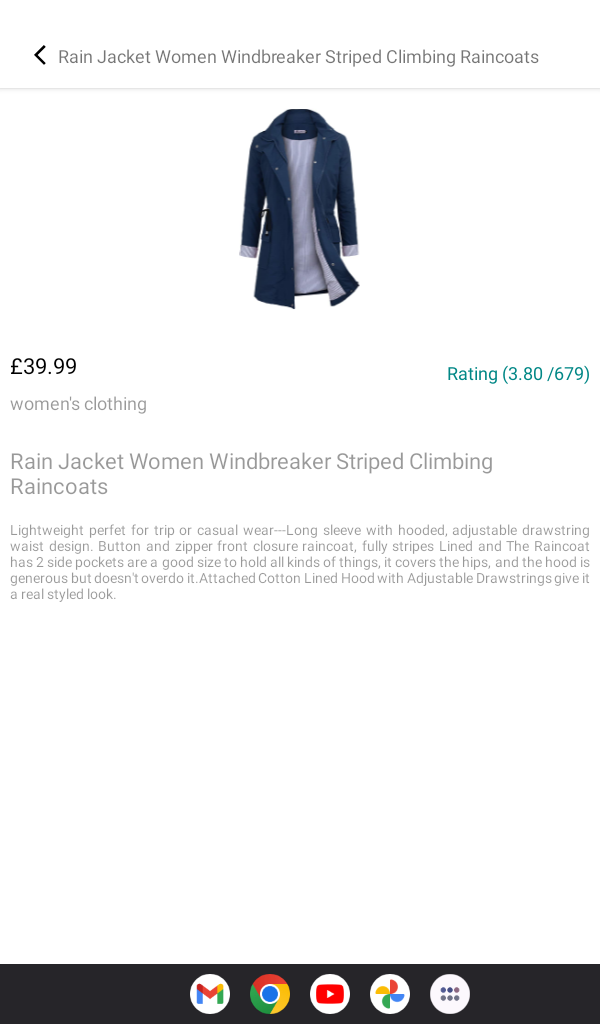 Rain Jacket Women Windbreaker Striped Climbing Raincoats
£39.99
Rating (3.80 /679)
women's clothing
Rain Jacket Women Windbreaker Striped Climbing
Raincoats
Lightweight perfet for trip or casual wear---Long sleeve with hooded, adjustable drawstring
waist design. Button and zipper front closure raincoat, fully stripes Lined and The Raincoat
has 2 side pockets are a good size to hold all kinds of things, it covers the hips, and the hood is
generous but doesn't overdo it.Attached Cotton Lined Hood with Adjustable Drawstrings give it
a real styled look.